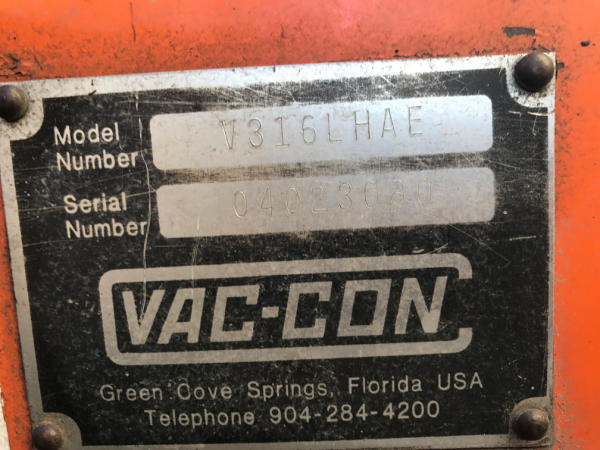 Model
Number V316LHAE
Serial
Number
VAC-CON
Green Cove Springs, Florida USA
Telephone 904-284-4200